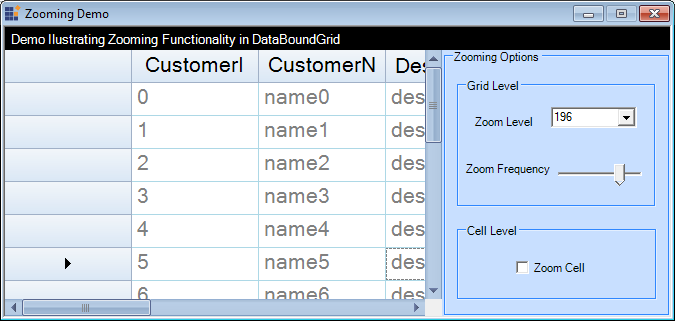 Zooming Demo
Demo Ilustrating Zooming Functionality in DataBoundGrid
CustomerI CustomerN Des
0 name0 des
1 name1 des
2 name2 des
3 name3 des
4 name4 des
5 name5 des
6 name6 des
Zooming Options
Grid Level
Zoom Level 196
Zoom Frequency
Cell Level
Zoom Cell